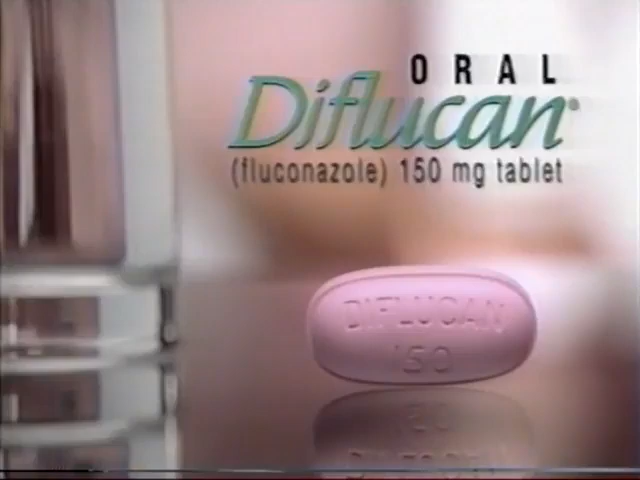 ORAL
Diflucan®
(fluconazole) 150 mg tablet
DIFLUCAN
150